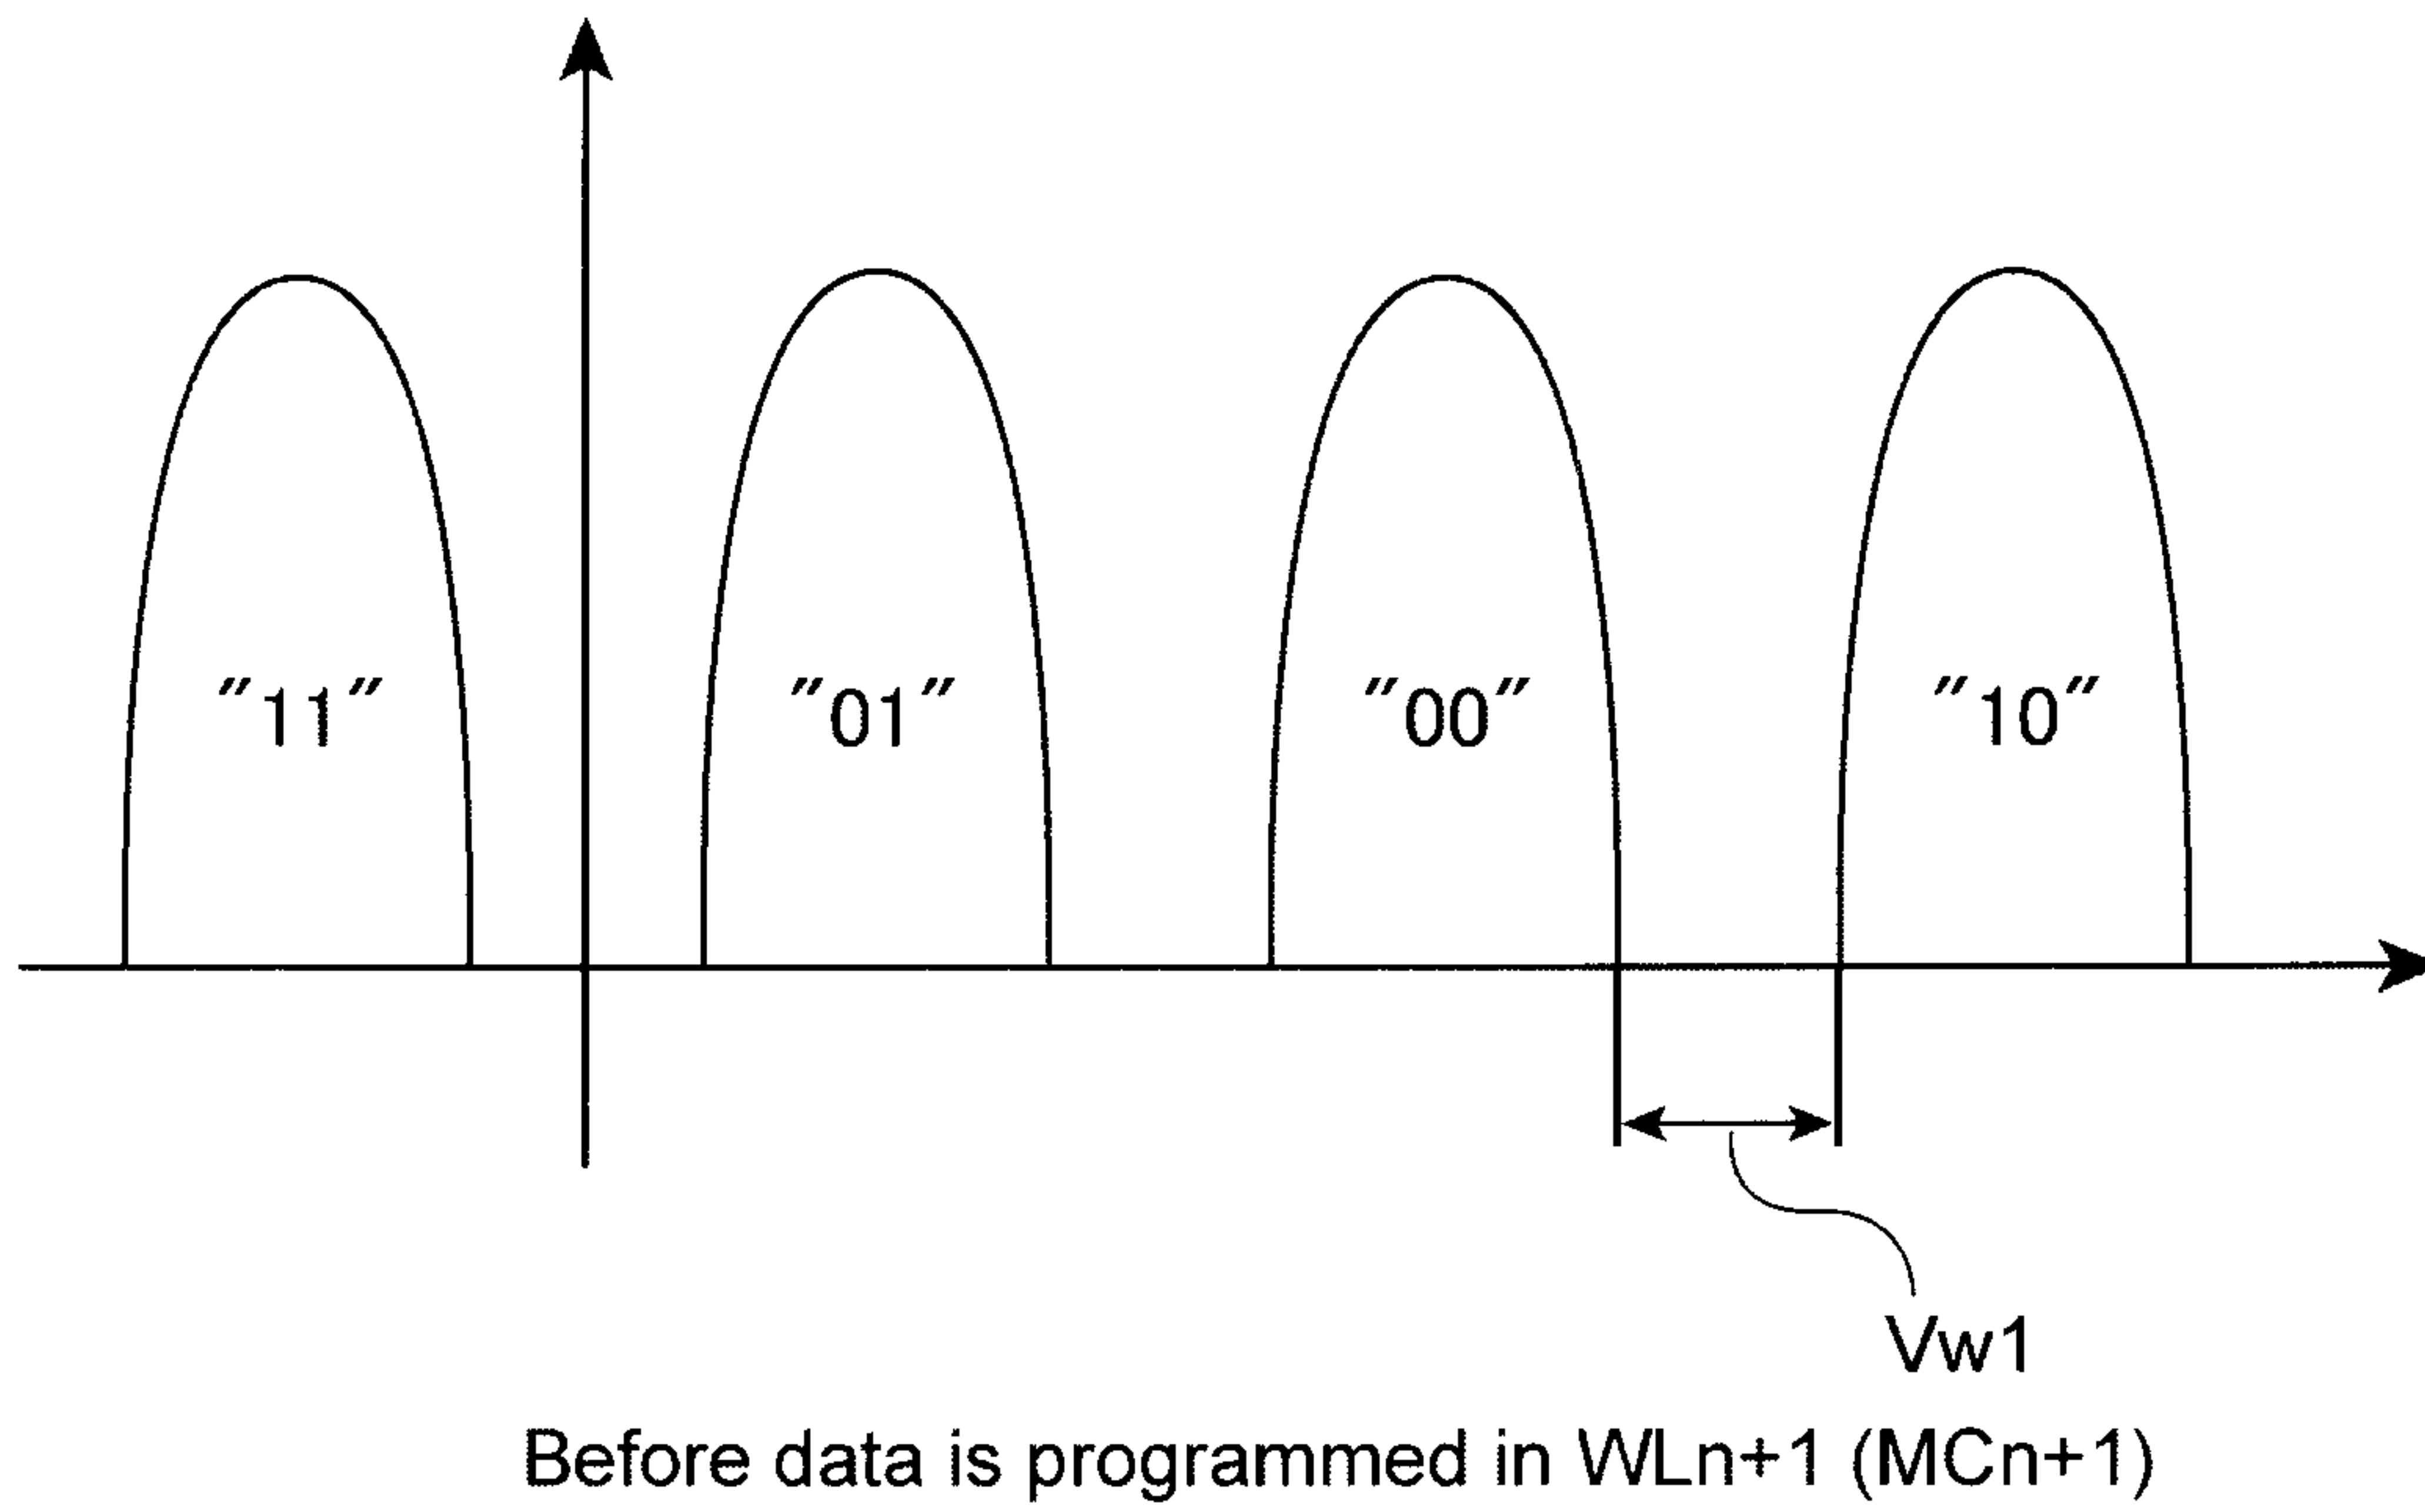 "11" "01" "00" "10"
Vw1
Before data is programmed in WLn+1 (MCn+1)